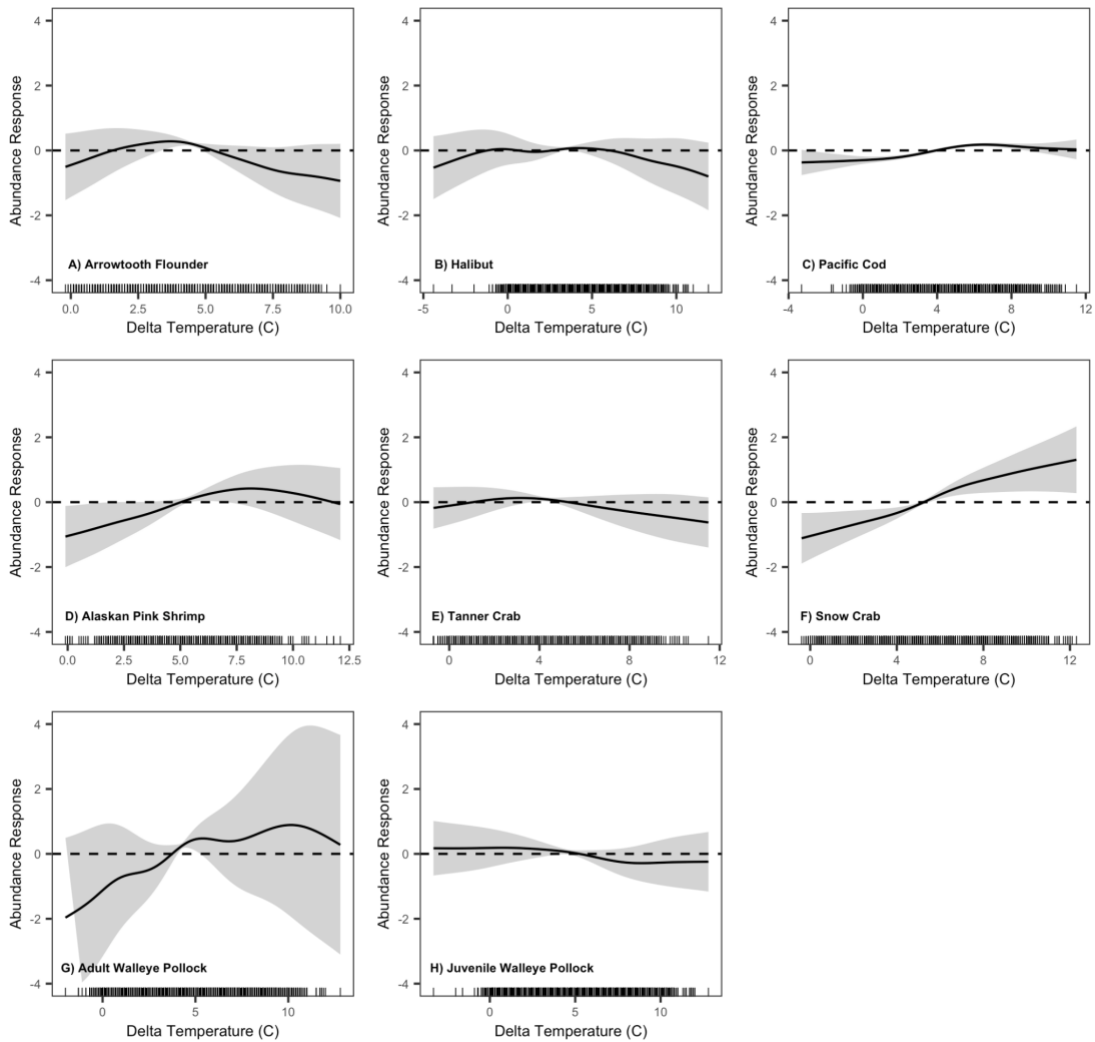 4
2
0
-2
-4
Abundance Response
A) Arrowtooth Flounder
0.0 2.5 5.0 7.5 10.0
Delta Temperature (C)
4
2
0
-2
-4
Abundance Response
B) Halibut
-5 0 5 10
Delta Temperature (C)
4
2
0
-2
-4
Abundance Response
C) Pacific Cod
-4 0 4 8 12
Delta Temperature (C)
4
2
0
-2
-4
Abundance Response
D) Alaskan Pink Shrimp
0.0 2.5 5.0 7.5 10.0 12.5
Delta Temperature (C)
4
2
0
-2
-4
Abundance Response
E) Tanner Crab
0 4 8 12
Delta Temperature (C)
4
2
0
-2
-4
Abundance Response
F) Snow Crab
0 4 8 12
Delta Temperature (C)
4
2
0
-2
-4
Abundance Response
G) Adult Walleye Pollock
0 5 10
Delta Temperature (C)
4
2
0
-2
-4
Abundance Response
H) Juvenile Walleye Pollock
0 5 10
Delta Temperature (C)